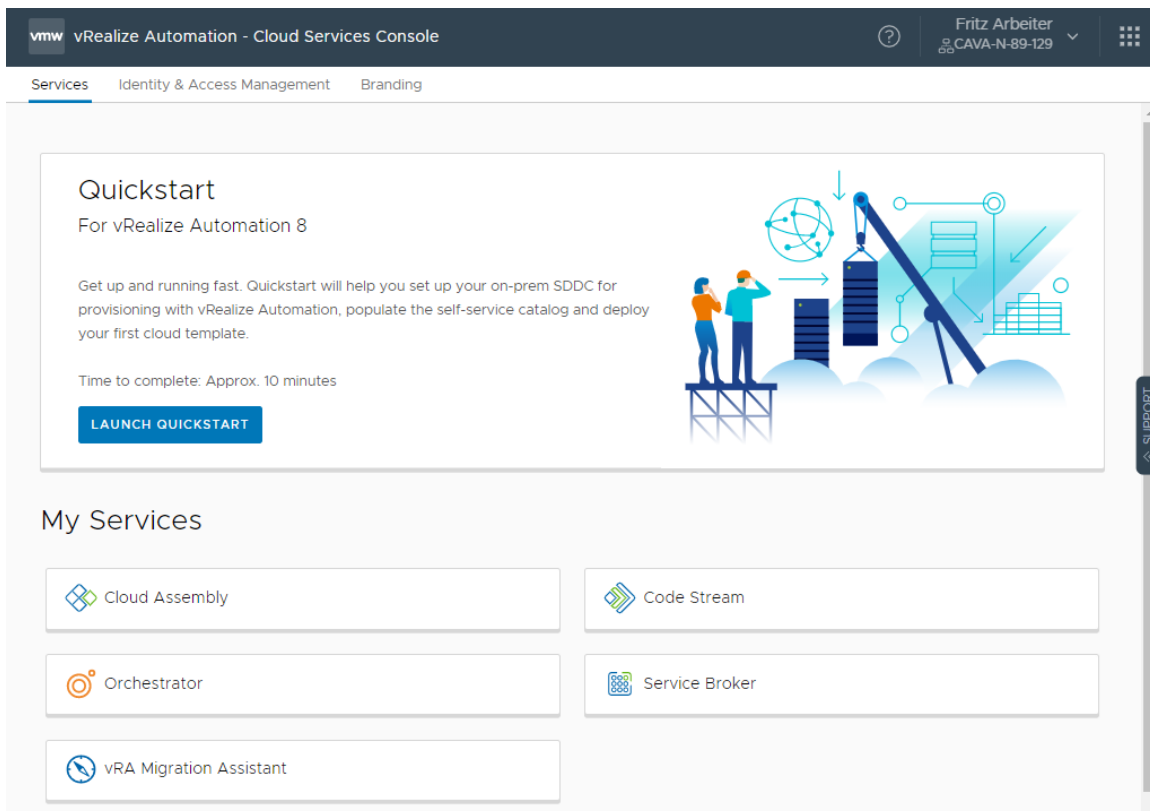 vmw vRealize Automation - Cloud Services Console
Fritz Arbeiter
CAVA-N-89-129
Services Identity & Access Management Branding
Quickstart
For vRealize Automation 8
Get up and running fast. Quickstart will help you set up your on-prem SDDC for
provisioning with vRealize Automation, populate the self-service catalog and deploy
your first cloud template.
Time to complete: Approx. 10 minutes
LAUNCH QUICKSTART
SUPPORT
My Services
Cloud Assembly
Code Stream
Orchestrator
Service Broker
vRA Migration Assistant